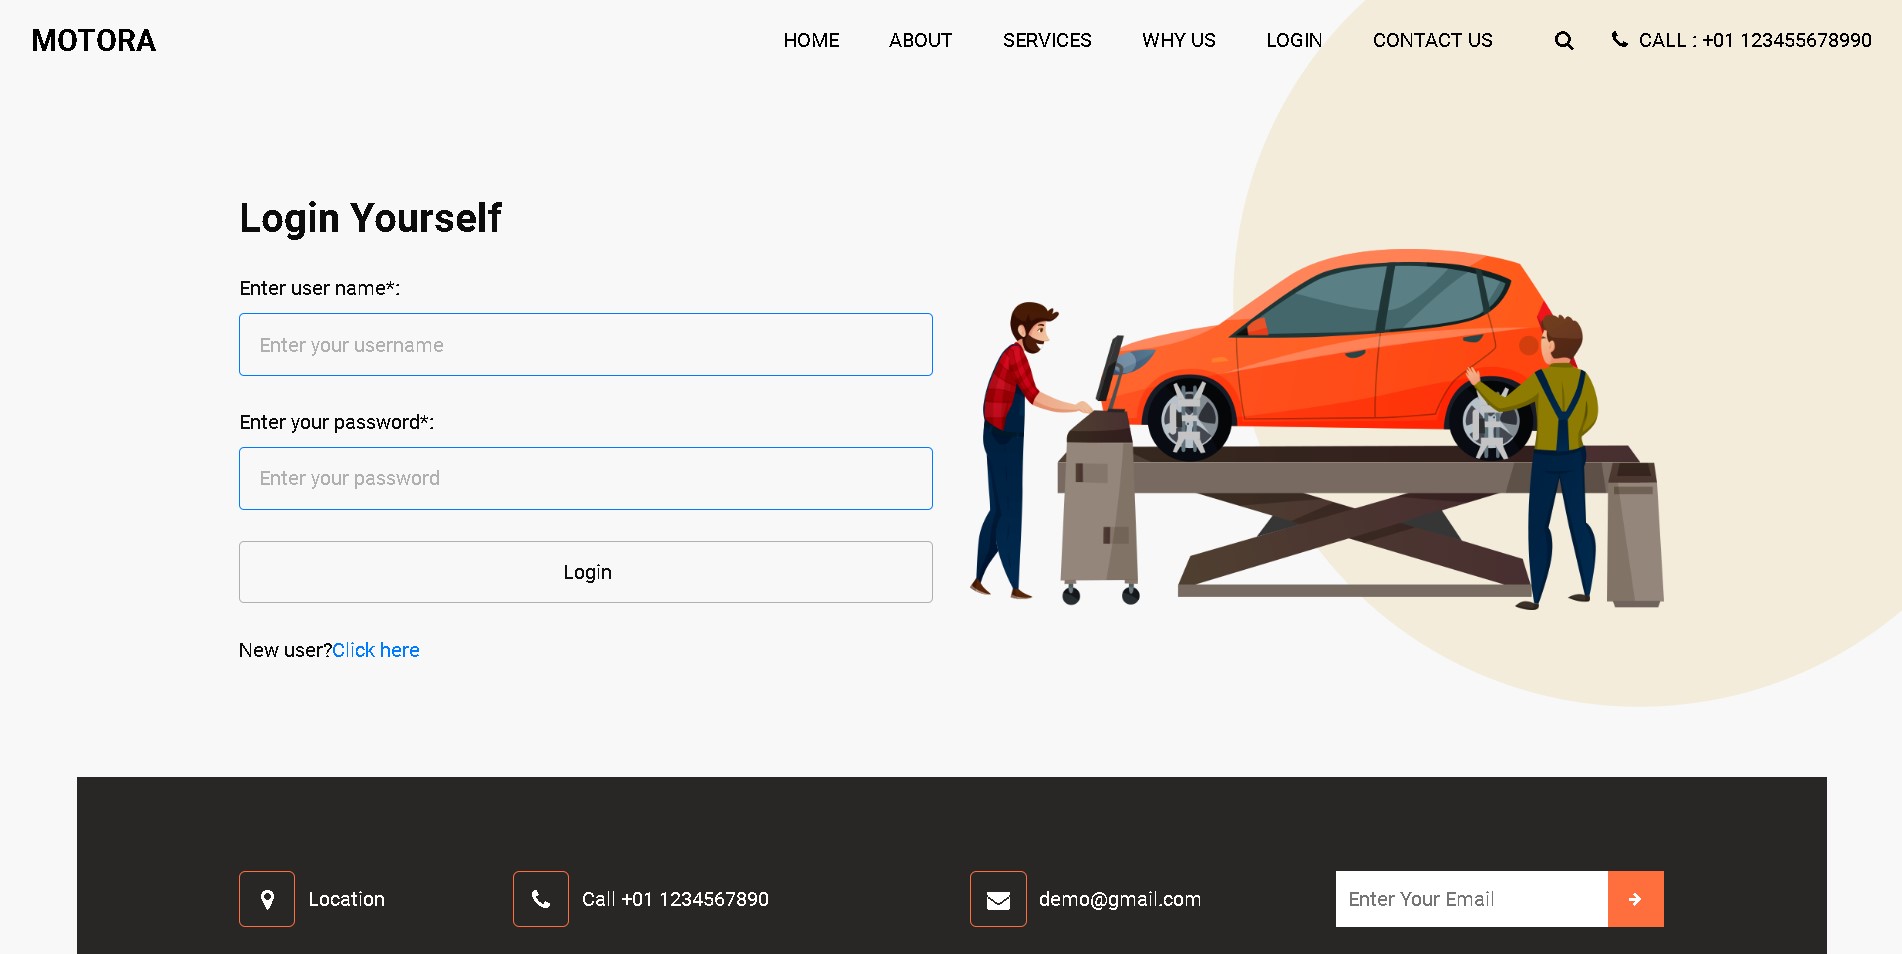 MOTORA
HOME ABOUT SERVICES WHY US LOGIN CONTACT US CALL : +01 123455678990
Login Yourself
Enter user name*:
Enter your username
Enter your password*:
Enter your password
Login
New user?Click here
Location
Call +01 1234567890
demo@gmail.com
Enter Your Email